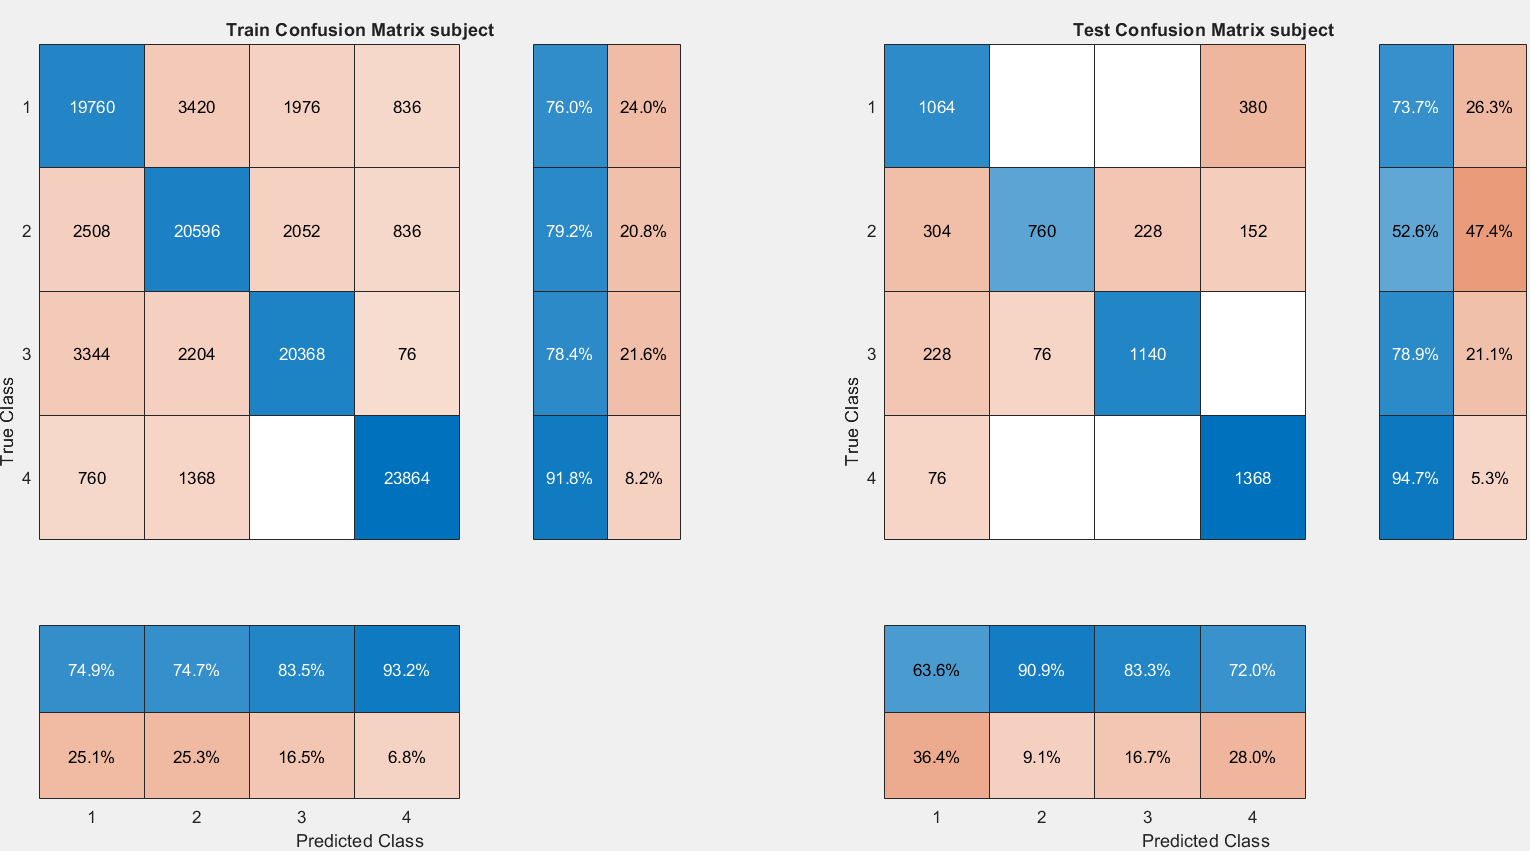 Train Confusion Matrix subject
1 19760 3420 1976 836 76.0% 24.0%
2 2508 20596 2052 836 79.2% 20.8%
3 3344 2204 20368 76 78.4% 21.6%
4 760 1368 23864 91.8% 8.2%
True Class
74.9% 74.7% 83.5% 93.2%
25.1% 25.3% 16.5% 6.8%
1 2 3 4
Predicted Class
Test Confusion Matrix subject
1 1064 380 73.7% 26.3%
2 304 760 228 152 52.6% 47.4%
3 228 76 1140 78.9% 21.1%
4 76 1368 94.7% 5.3%
True Class
63.6% 90.9% 83.3% 72.0%
36.4% 9.1% 16.7% 28.0%
1 2 3 4
Predicted Class